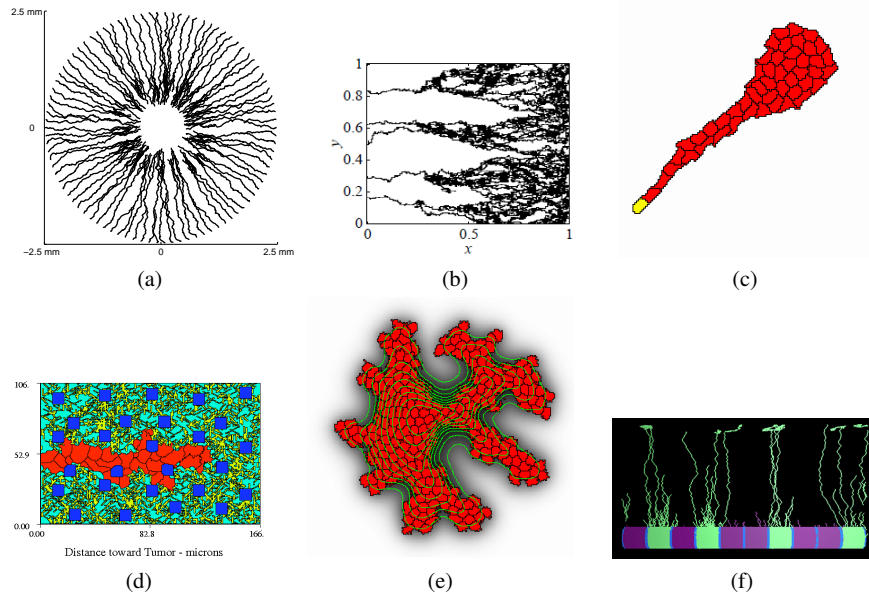 2.5 mm
0
−2.5 mm
0
2.5 mm
(a)
1
0.8
0.6
y
0.4
0.2
0
0
0.5
1
x
(b)
(c)
106.
52.9
0.00
0.00
82.8
166.
Distance toward Tumor - microns
(d)
(e)
(f)